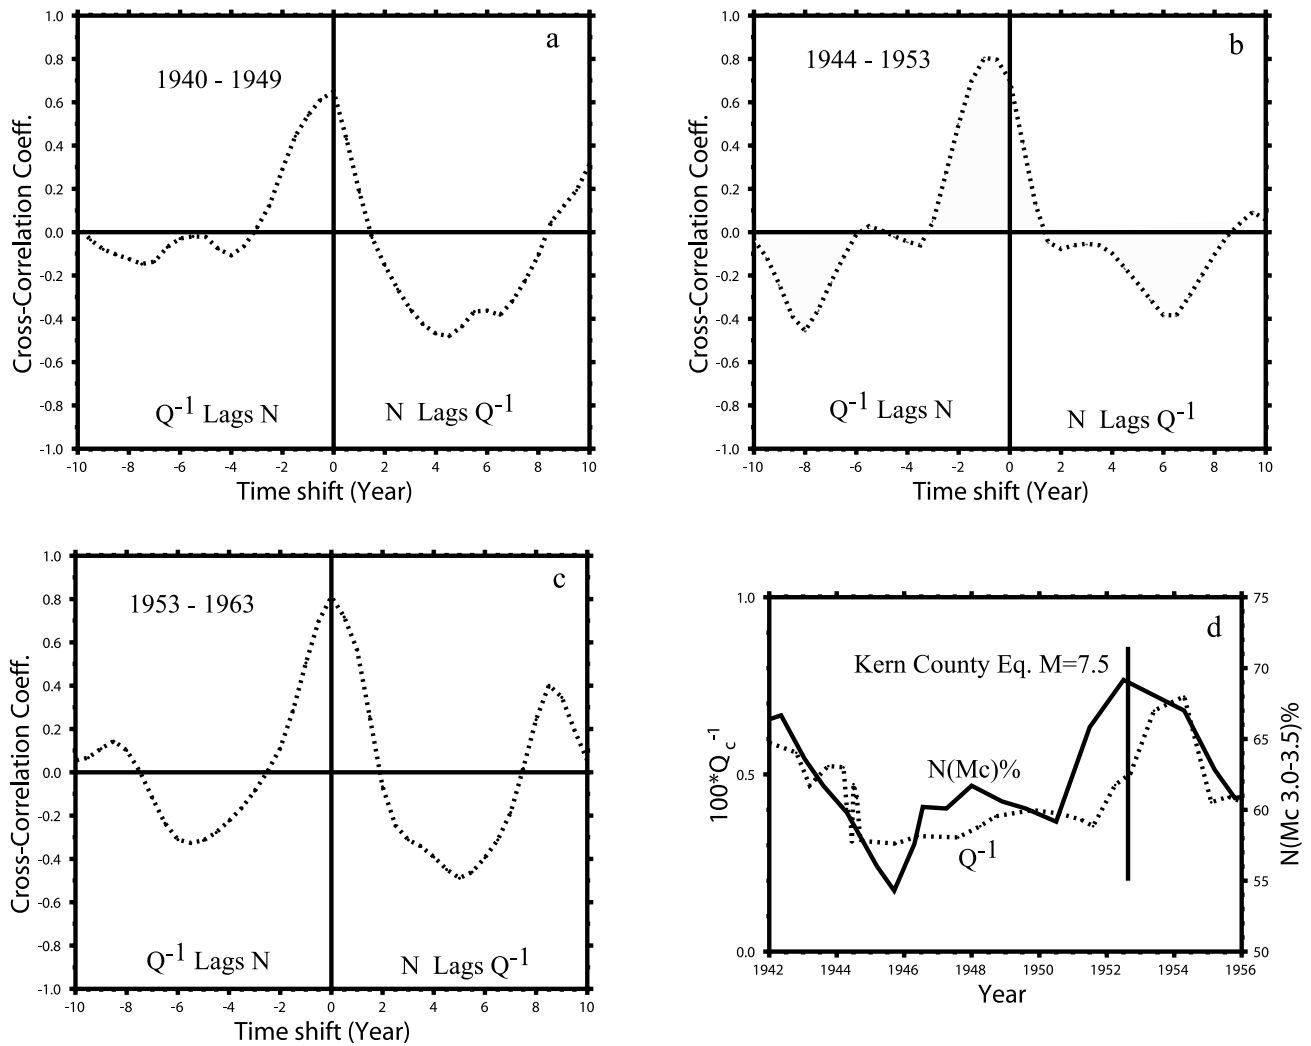 a
1940 - 1949
Cross-Correlation Coeff.
1.0
0.8
0.6
0.4
0.2
0.0
-0.2
-0.4
-0.6
-0.8
-1.0
Q-1 Lags N
N Lags Q-1
-10 -8 -6 -4 -2 0 2 4 6 8 10
Time shift (Year)
b
1944 - 1953
Cross-Correlation Coeff.
1.0
0.8
0.6
0.4
0.2
0.0
-0.2
-0.4
-0.6
-0.8
-1.0
Q-1 Lags N
N Lags Q-1
-10 -8 -6 -4 -2 0 2 4 6 8 10
Time shift (Year)
c
1953 - 1963
Cross-Correlation Coeff.
1.0
0.8
0.6
0.4
0.2
0.0
-0.2
-0.4
-0.6
-0.8
-1.0
Q-1 Lags N
N Lags Q-1
-10 -8 -6 -4 -2 0 2 4 6 8 10
Time shift (Year)
d
Kern County Eq. M=7.5
N(Mc)%
Q-1
100*Qc-1
1.0
0.5
0.0
75
70
65
60
55
50
N(Mc 3.0-3.5)%
1942 1944 1946 1948 1950 1952 1954 1956
Year